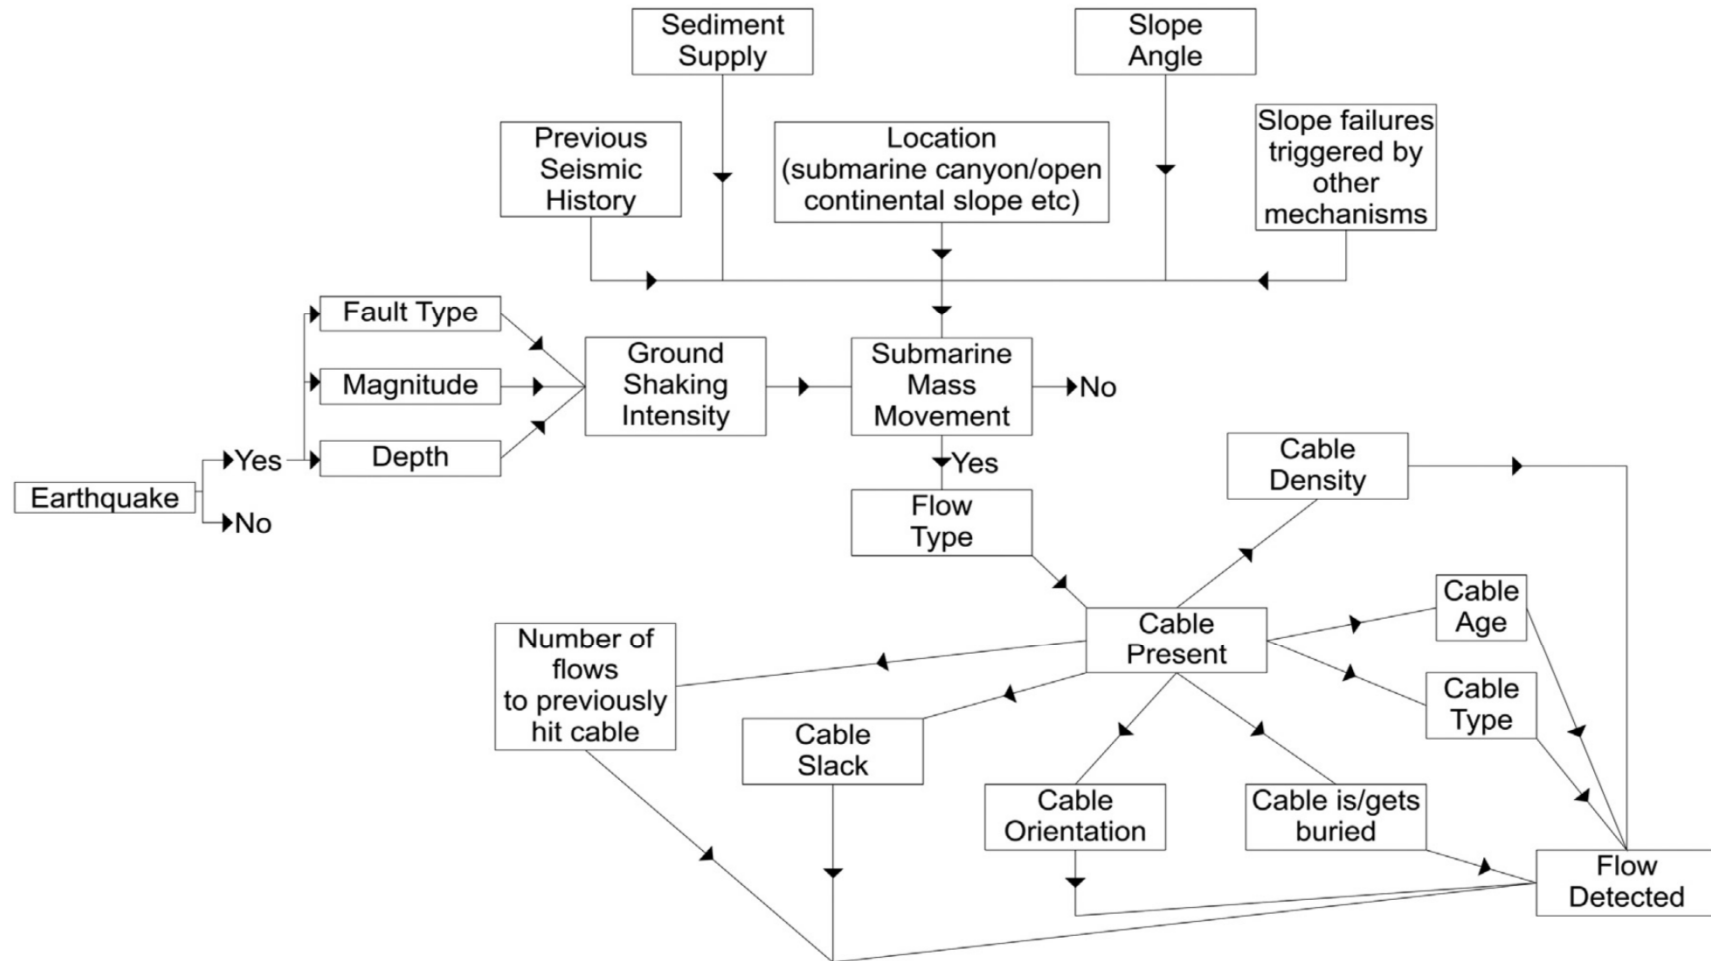 Sediment
Supply
Slope
Angle
Previous
Seismic
History
Location
(submarine canyon/open
continental slope etc)
Slope failures
triggered by
other
mechanisms
Fault Type
Magnitude
Depth
Ground
Shaking
Intensity
Submarine
Mass
Movement
No
Earthquake
Yes
No
Yes
Flow
Type
Cable
Density
Cable
Present
Cable
Age
Cable
Type
Number of
flows
to previously
hit cable
Cable
Slack
Cable
Orientation
Cable is/gets
buried
Flow
Detected